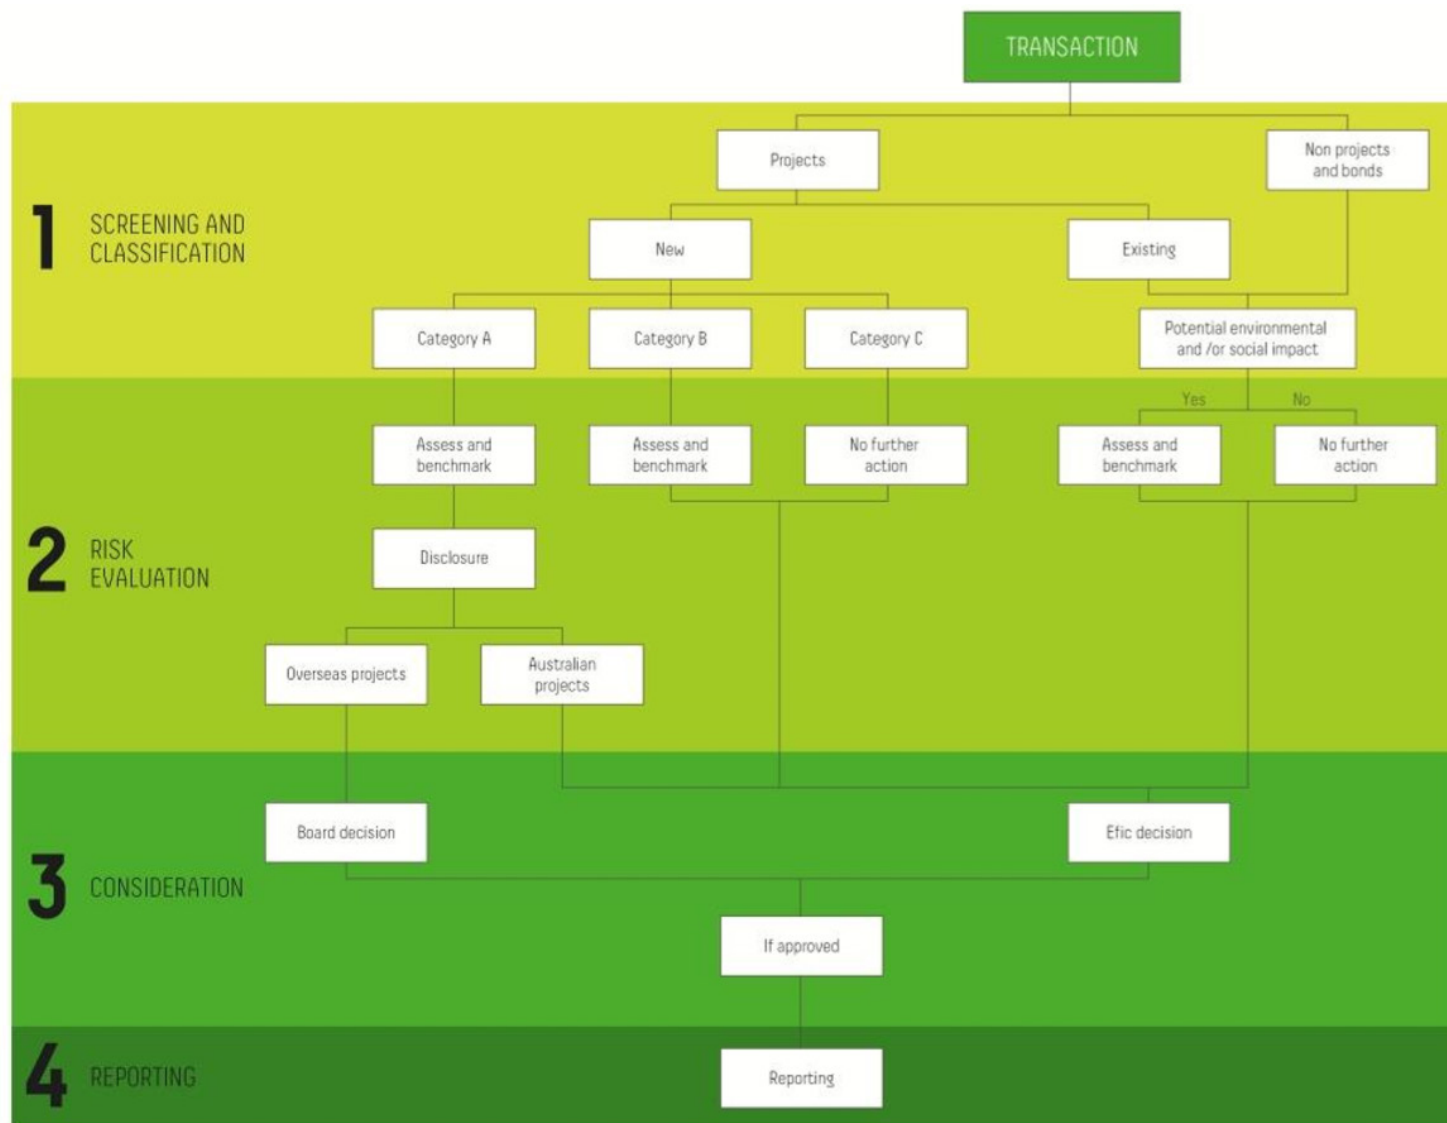 TRANSACTION
Projects
Non projects
and bonds
1
SCREENING AND
CLASSIFICATION
New
Existing
Category A
Category B
Category C
Potential environmental
and /or social impact
Yes
No
Assess and
benchmark
Assess and
benchmark
No further
action
Assess and
benchmark
No further
action
2
RISK
EVALUATION
Disclosure
Overseas projects
Australian
projects
Board decision
Efic decision
3
CONSIDERATION
If approved
4
REPORTING
Reporting